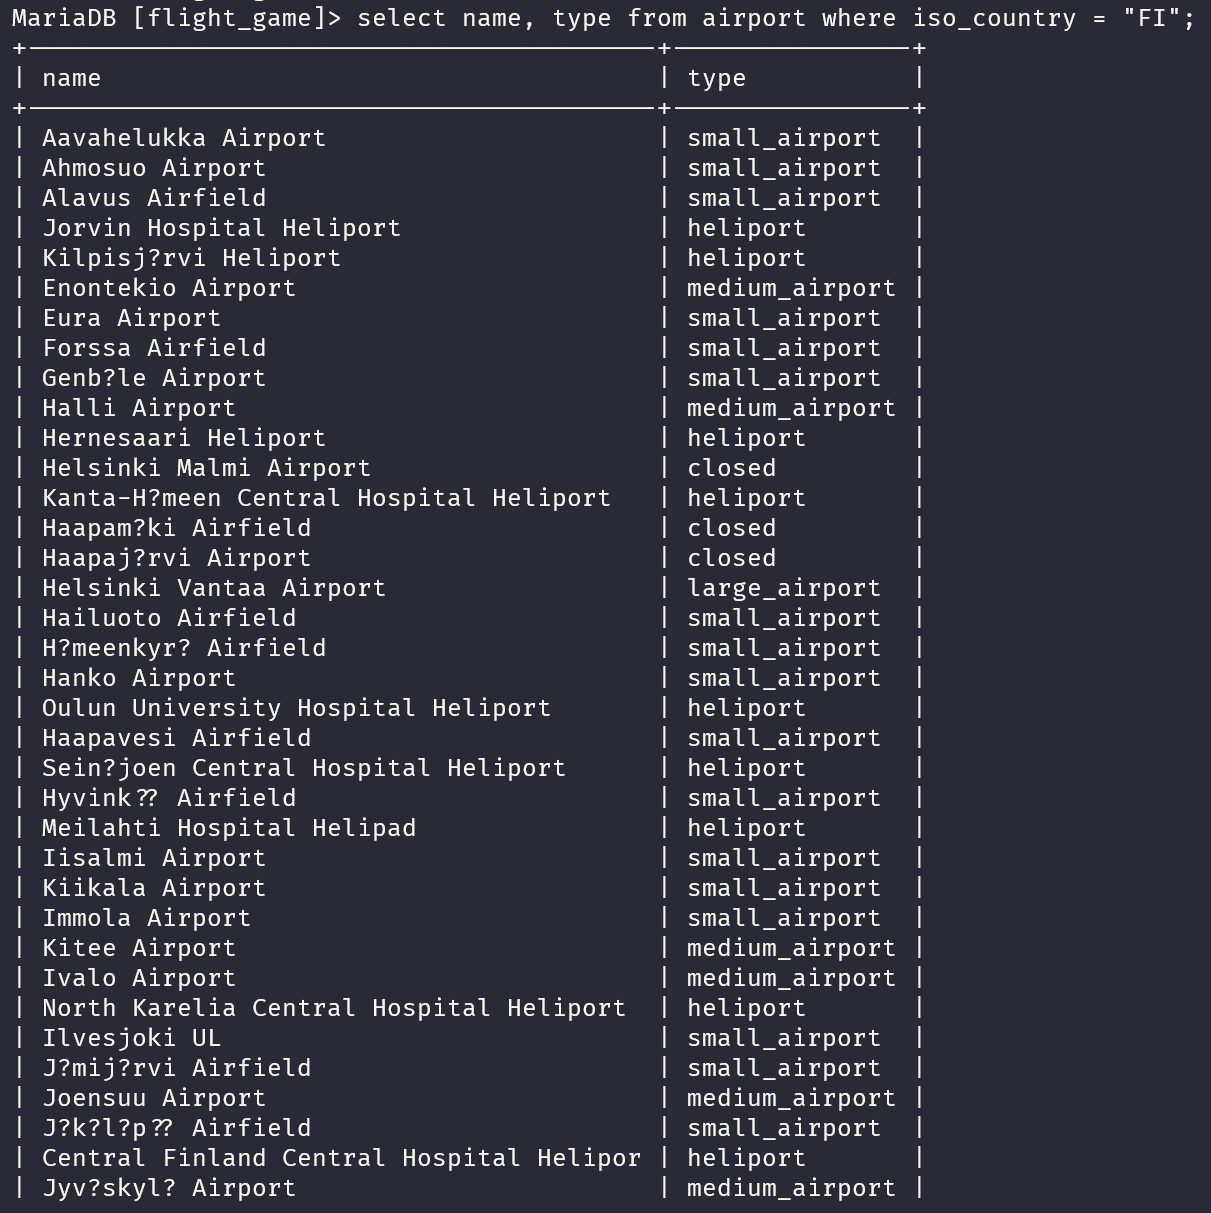 MariaDB [flight_game]> select name, type from airport where iso_country = "FI";
+------------------------------------------+----------------+
| name                                     | type           |
+------------------------------------------+----------------+
| Aavahelukka Airport                      | small_airport  |
| Ahmosuo Airport                          | small_airport  |
| Alavus Airfield                          | small_airport  |
| Jorvin Hospital Heliport                 | heliport       |
| Kilpisj?rvi Heliport                     | heliport       |
| Enontekio Airport                        | medium_airport |
| Eura Airport                             | small_airport  |
| Forssa Airfield                          | small_airport  |
| Genb?le Airport                          | small_airport  |
| Halli Airport                            | medium_airport |
| Hernesaari Heliport                      | heliport       |
| Helsinki Malmi Airport                   | closed         |
| Kanta-H?meen Central Hospital Heliport   | heliport       |
| Haapam?ki Airfield                       | closed         |
| Haapaj?rvi Airport                       | closed         |
| Helsinki Vantaa Airport                  | large_airport  |
| Hailuoto Airfield                        | small_airport  |
| H?meenkyr? Airfield                      | small_airport  |
| Hanko Airport                            | small_airport  |
| Oulun University Hospital Heliport       | heliport       |
| Haapavesi Airfield                       | small_airport  |
| Sein?joen Central Hospital Heliport      | heliport       |
| Hyvink?? Airfield                        | small_airport  |
| Meilahti Hospital Helipad                | heliport       |
| Iisalmi Airport                          | small_airport  |
| Kiikala Airport                          | small_airport  |
| Immola Airport                           | small_airport  |
| Kitee Airport                            | medium_airport |
| Ivalo Airport                            | medium_airport |
| North Karelia Central Hospital Heliport  | heliport       |
| Ilvesjoki UL                             | small_airport  |
| J?mij?rvi Airfield                       | small_airport  |
| Joensuu Airport                          | medium_airport |
| J?k?l?p?? Airfield                       | small_airport  |
| Central Finland Central Hospital Helipor | heliport       |
| Jyv?skyl? Airport                        | medium_airport |